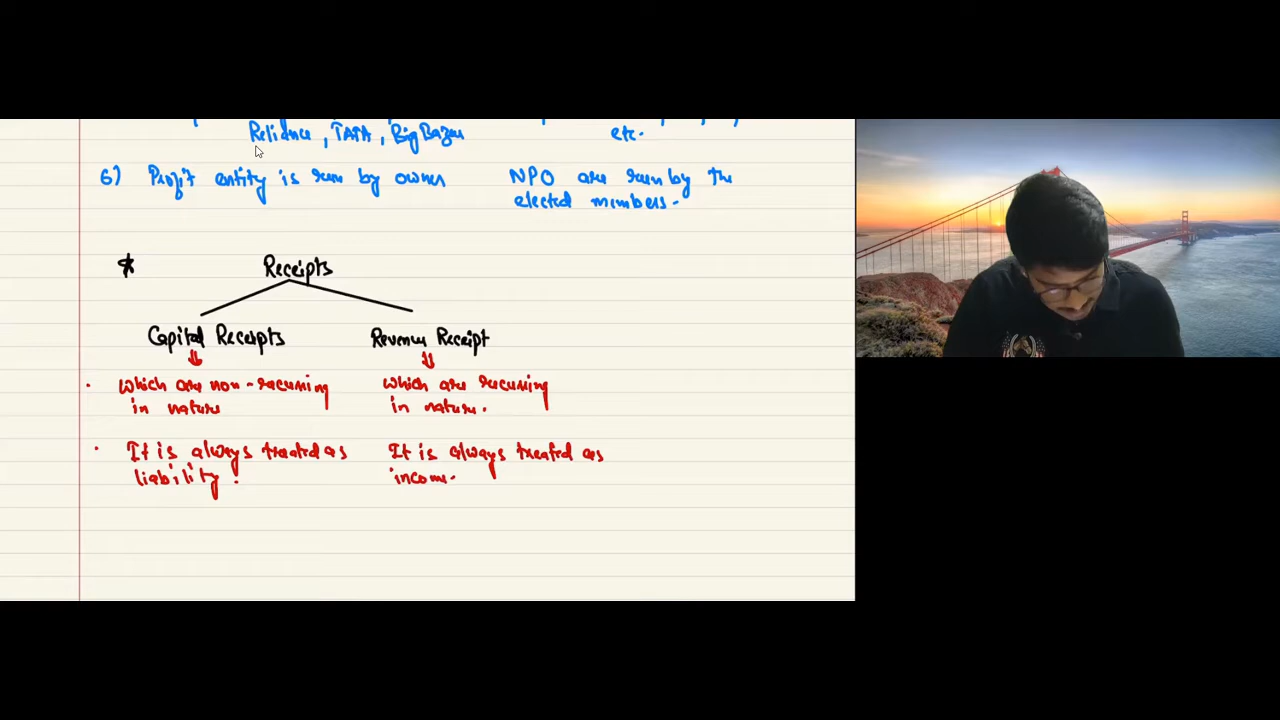 Reliance, TATA, Big Bazar
etc.
6) Profit entity is run by owner
NPO are run by the
elected members.
* Receipts
Capital Receipts
Revenue Receipt
. Which are non-recurring
in nature
Which are recurring
in nature.
. It is always treated as
liability.
It is always treated as
income.